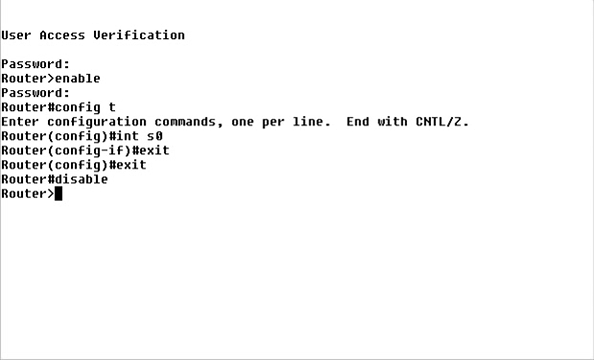 User Access Verification
Password:
Router>enable
Password:
Router#config t
Enter configuration commands, one per line.  End with CNTL/Z.
Router(config)#int s0
Router(config-if)#exit
Router(config)#exit
Router#disable
Router>